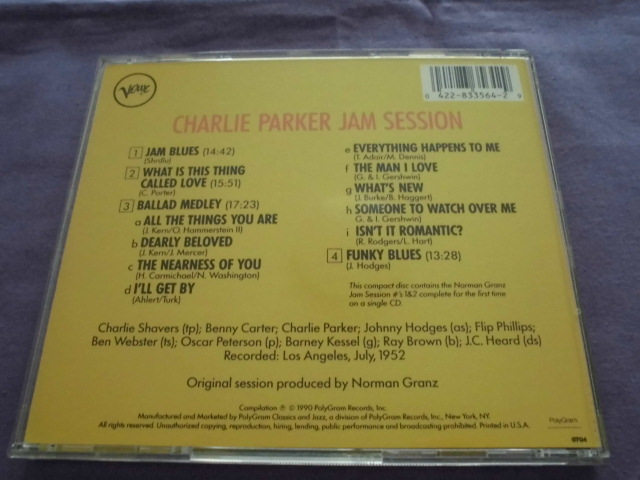 Verve
0 422-833564-2 9
CHARLIE PARKER JAM SESSION
1 JAM BLUES (14:42)
(Shrdlu)
2 WHAT IS THIS THING
CALLED LOVE (15:51)
(C. Porter)
3 BALLAD MEDLEY (17:23)
a ALL THE THINGS YOU ARE
(J. Kern/O. Hammerstein II)
b DEARLY BELOVED
(J. Kern/J. Mercer)
c THE NEARNESS OF YOU
(H. Carmichael/N. Washington)
d I'LL GET BY
(Ahlert/Turk)
e EVERYTHING HAPPENS TO ME
(T. Adair/M. Dennis)
f THE MAN I LOVE
(G. & I. Gershwin)
g WHAT'S NEW
(J. Burke/B. Haggert)
h SOMEONE TO WATCH OVER ME
(G. & I. Gershwin)
i ISN'T IT ROMANTIC?
(R. Rodgers/L. Hart)
4 FUNKY BLUES (13:28)
(J. Hodges)
This compact disc contains the Norman Granz
Jam Session #'s 1&2 complete for the first time
on a single CD.
Charlie Shavers (tp); Benny Carter; Charlie Parker; Johnny Hodges (as); Flip Phillips;
Ben Webster (ts); Oscar Peterson (p); Barney Kessel (g); Ray Brown (b); J.C. Heard (ds)
Recorded: Los Angeles, July, 1952
Original session produced by Norman Granz
Compilation ℗ © 1990 PolyGram Records, Inc.
Manufactured and Marketed by PolyGram Classics and Jazz, a division of PolyGram Records, Inc., New York, NY.
All rights reserved. Unauthorized copying, reproduction, hiring, lending, public performance and broadcasting prohibited. Printed in U.S.A.
PolyGram
0704